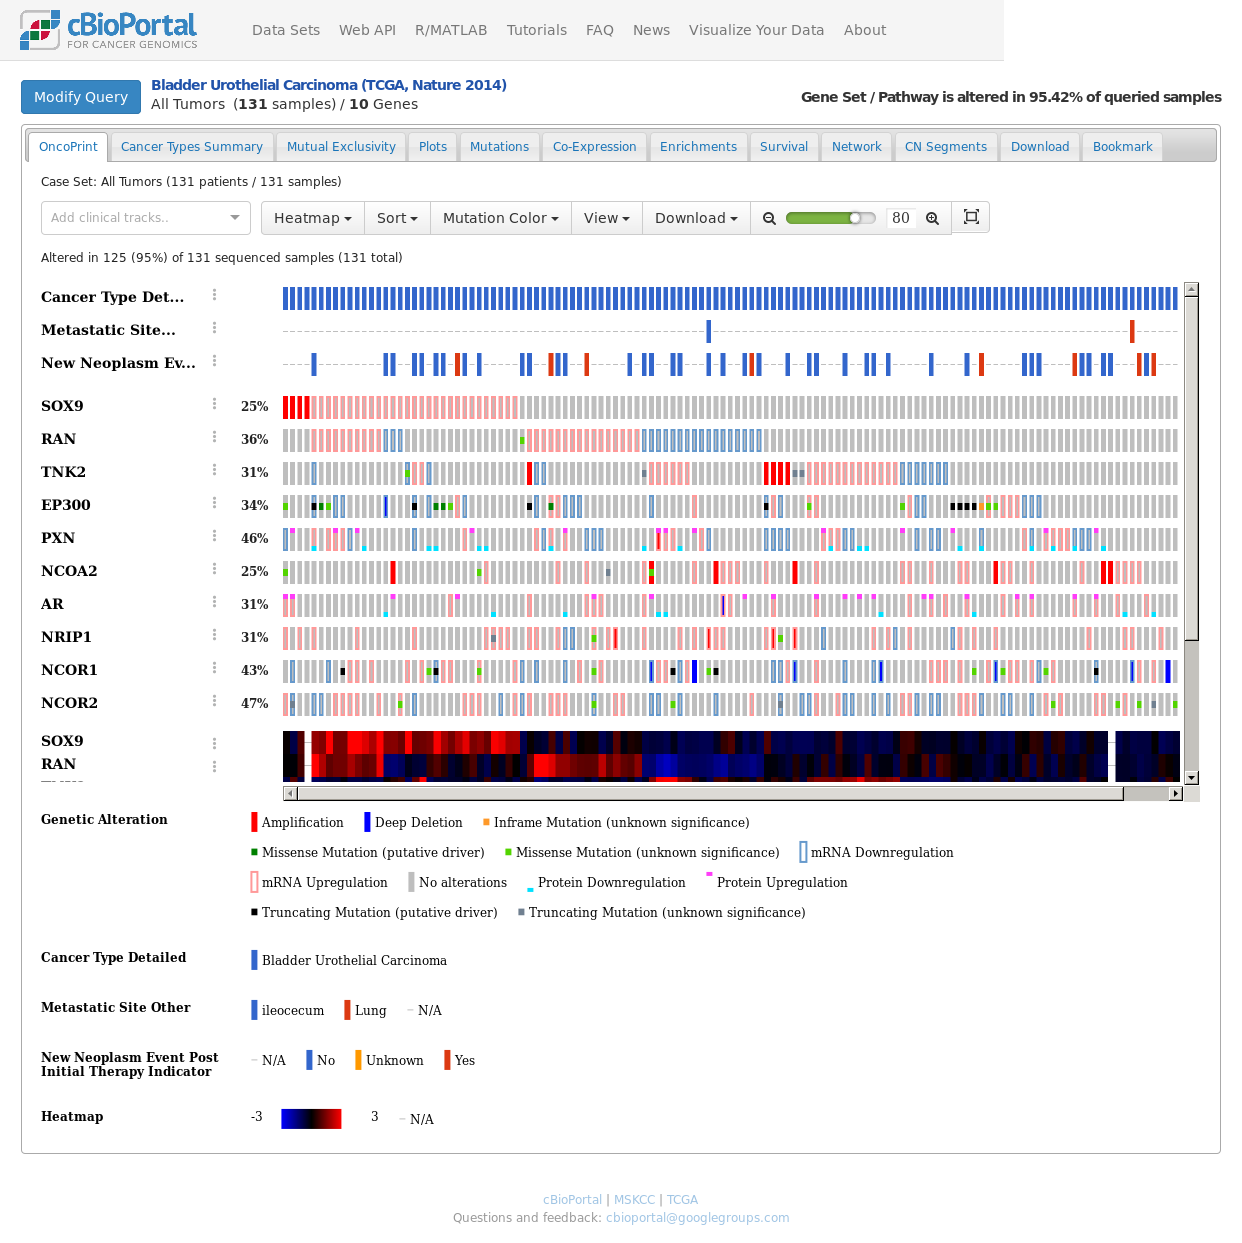 cBioPortal
FOR CANCER GENOMICS
Data Sets Web API R/MATLAB Tutorials FAQ News Visualize Your Data About
Modify Query
Bladder Urothelial Carcinoma (TCGA, Nature 2014)
All Tumors (131 samples) / 10 Genes
Gene Set / Pathway is altered in 95.42% of queried samples
OncoPrint Cancer Types Summary Mutual Exclusivity Plots Mutations Co-Expression Enrichments Survival Network CN Segments Download Bookmark
Case Set: All Tumors (131 patients / 131 samples)
Add clinical tracks.. Heatmap Sort Mutation Color View Download 80
Altered in 125 (95%) of 131 sequenced samples (131 total)
Cancer Type Det...
Metastatic Site...
New Neoplasm Ev...
SOX9 25%
RAN 36%
TNK2 31%
EP300 34%
PXN 46%
NCOA2 25%
AR 31%
NRIP1 31%
NCOR1 43%
NCOR2 47%
SOX9
RAN
Genetic Alteration Amplification Deep Deletion Inframe Mutation (unknown significance)
Missense Mutation (putative driver) Missense Mutation (unknown significance) mRNA Downregulation
mRNA Upregulation No alterations Protein Downregulation Protein Upregulation
Truncating Mutation (putative driver) Truncating Mutation (unknown significance)
Cancer Type Detailed Bladder Urothelial Carcinoma
Metastatic Site Other ileocecum Lung N/A
New Neoplasm Event Post
Initial Therapy Indicator N/A No Unknown Yes
Heatmap -3 3 N/A
cBioPortal | MSKCC | TCGA
Questions and feedback: cbioportal@googlegroups.com